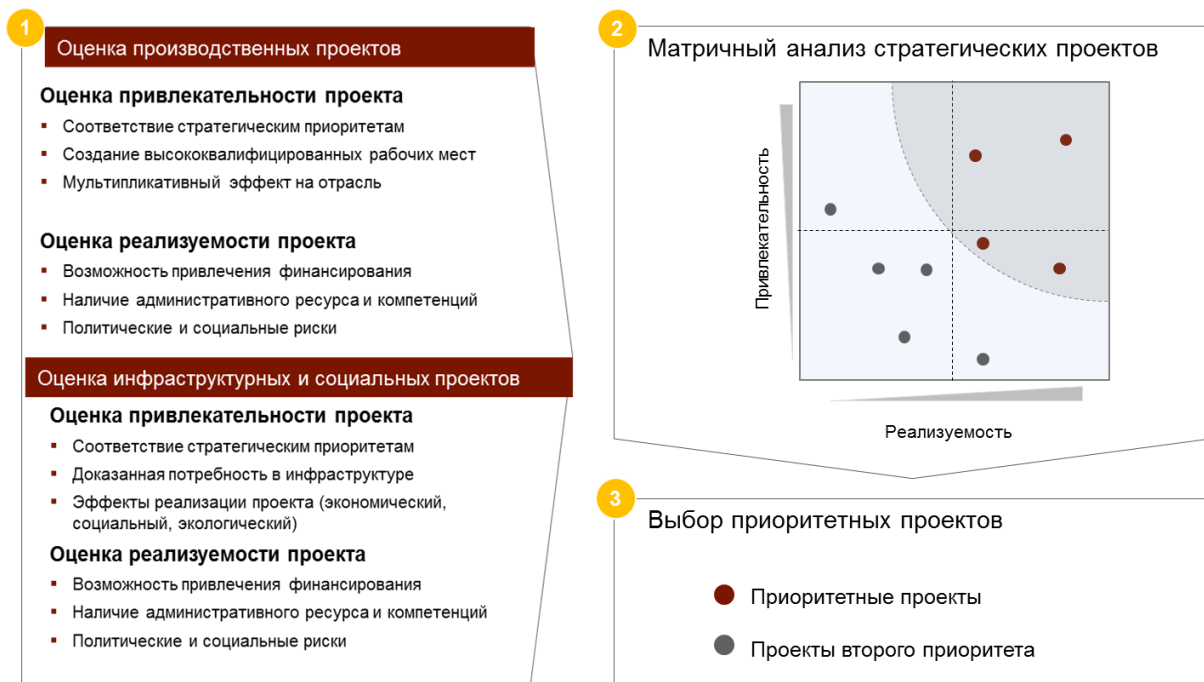 1
Оценка производственных проектов
Оценка привлекательности проекта
Соответствие стратегическим приоритетам
Создание высококвалифицированных рабочих мест
Мультипликативный эффект на отрасль
Оценка реализуемости проекта
Возможность привлечения финансирования
Наличие административного ресурса и компетенций
Политические и социальные риски
Оценка инфраструктурных и социальных проектов
Оценка привлекательности проекта
Соответствие стратегическим приоритетам
Доказанная потребность в инфраструктуре
Эффекты реализации проекта (экономический,
социальный, экологический)
Оценка реализуемости проекта
Возможность привлечения финансирования
Наличие административного ресурса и компетенций
Политические и социальные риски
2
Матричный анализ стратегических проектов
Привлекательность
Реализуемость
3
Выбор приоритетных проектов
Приоритетные проекты
Проекты второго приоритета